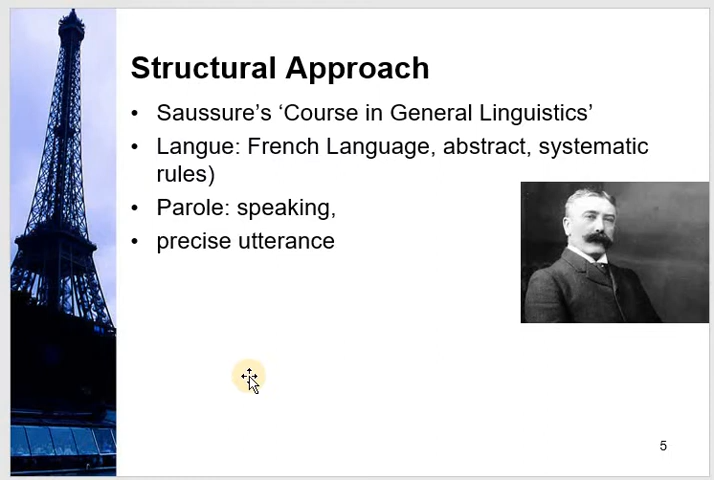 Structural Approach
• Saussure’s ‘Course in General Linguistics’
• Langue: French Language, abstract, systematic
rules)
• Parole: speaking,
• precise utterance
5